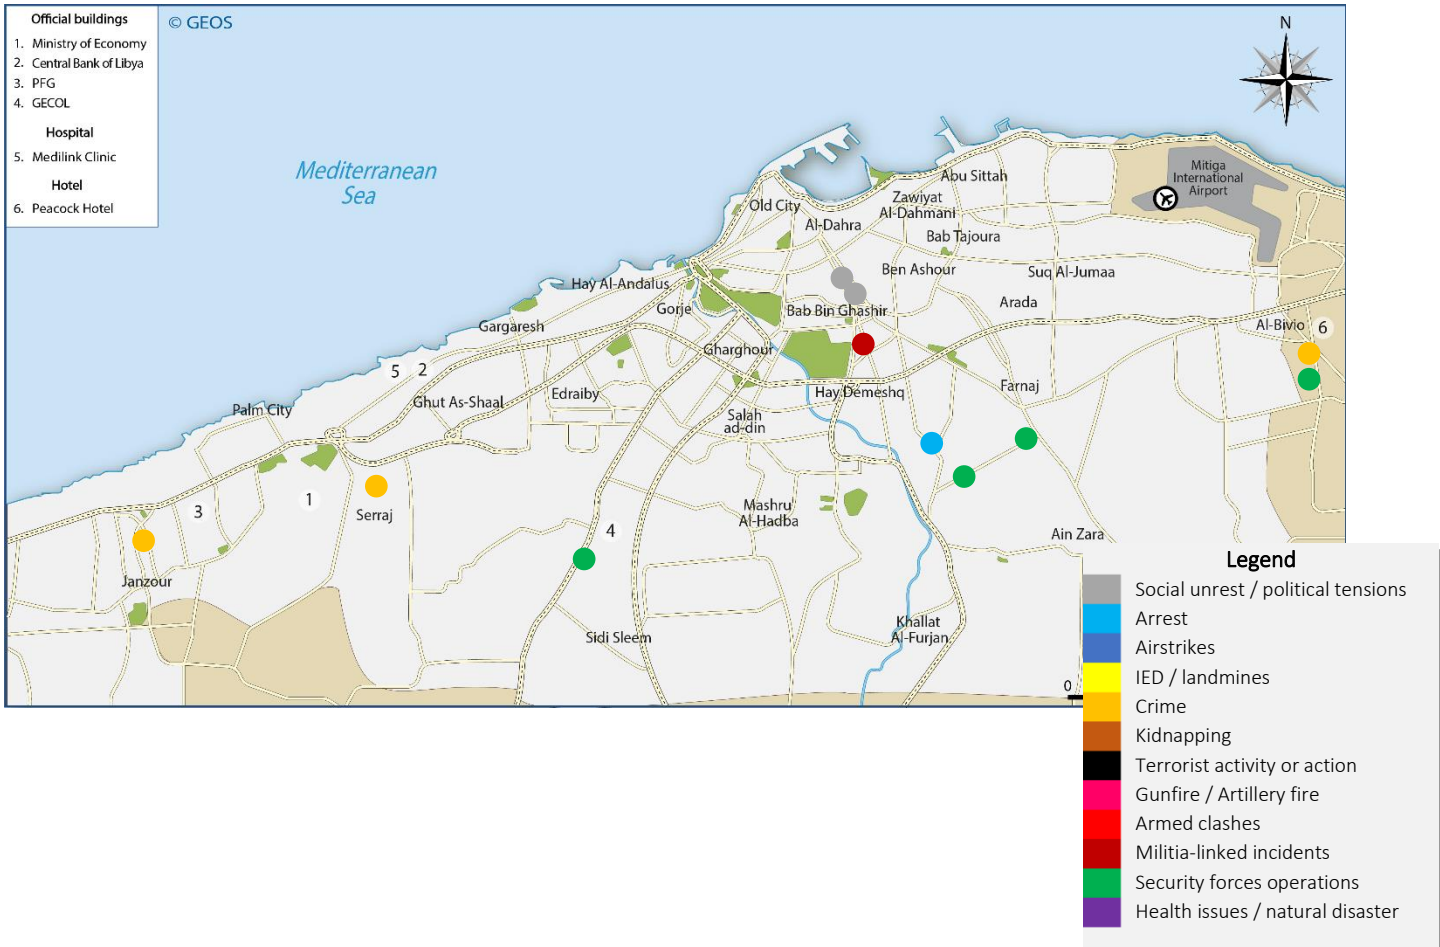 Official buildings
1. Ministry of Economy
2. Central Bank of Libya
3. PFG
4. GECOL
Hospital
5. Medilink Clinic
Hotel
6. Peacock Hotel
© GEOS
N
Mediterranean
Sea
Mitiga
International
Airport
Abu Sittah
Zawiyat
Al-Dahmani
Old City
Al-Dahra
Bab Tajoura
Ben Ashour
Suq Al-Jumaa
Hay Al-Andalus
Arada
Gorje
Bab Bin Ghashir
Gargaresh
Al-Bivio
6
Gharghour
5
2
Farnaj
Edraiby
Hay Demeshq
Ghut As-Shaal
Palm City
Salah
ad-din
1
3
Serraj
Mashru
Al-Hadba
4
Ain Zara
Janzour
Khallat
Al-Furjan
Sidi Sleem
0
Legend
Social unrest / political tensions
Arrest
Airstrikes
IED / landmines
Crime
Kidnapping
Terrorist activity or action
Gunfire / Artillery fire
Armed clashes
Militia-linked incidents
Security forces operations
Health issues / natural disaster